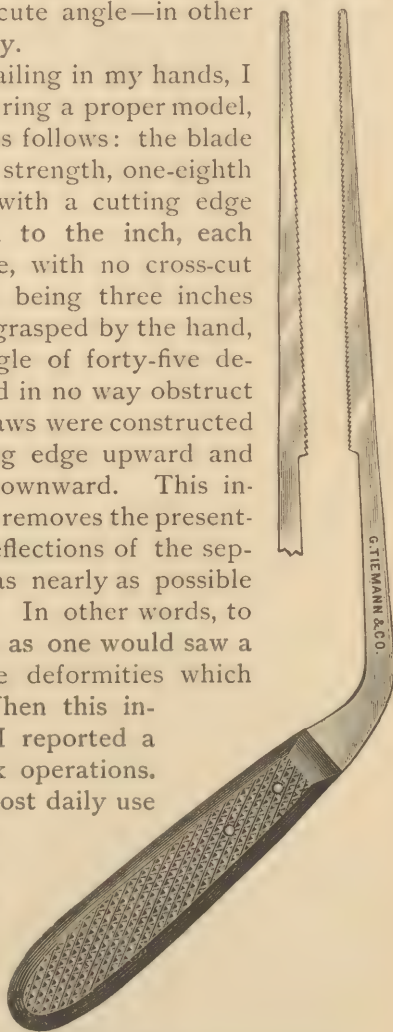 cute angle—in other
y.
ailing in my hands, I
ring a proper model,
s follows: the blade
strength, one-eighth
with a cutting edge
to the inch, each
e, with no cross-cut
being three inches
grasped by the hand,
gle of forty-five de-
d in no way obstruct
aws were constructed
g edge upward and
ownward. This in-
removes the present-
eflections of the sep-
as nearly as possible
In other words, to
as one would saw a
e deformities which
hen this in-
I reported a
x operations.
ost daily use
G.TIEMANN & CO.